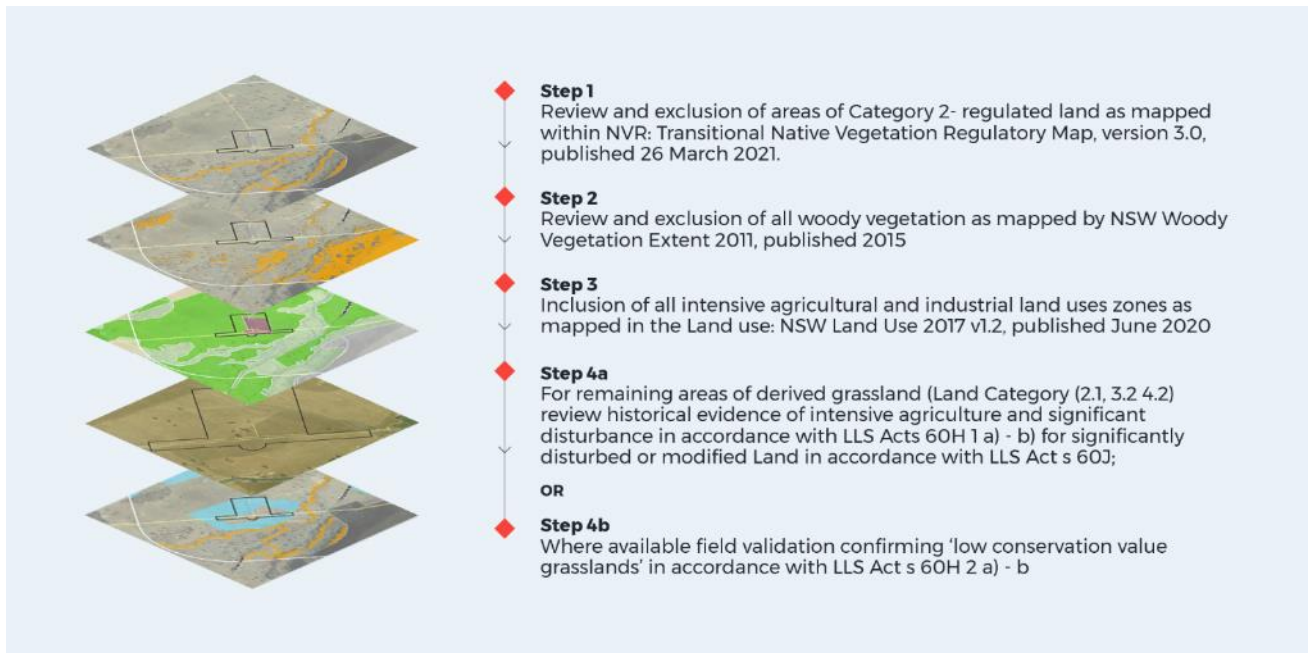 Step 1
Review and exclusion of areas of Category 2- regulated land as mapped
within NVR: Transitional Native Vegetation Regulatory Map, version 3.0,
published 26 March 2021.
Step 2
Review and exclusion of all woody vegetation as mapped by NSW Woody
Vegetation Extent 2011, published 2015
Step 3
Inclusion of all intensive agricultural and industrial land uses zones as
mapped in the Land use: NSW Land Use 2017 v1.2, published June 2020
Step 4a
For remaining areas of derived grassland (Land Category (2.1, 3.2 4.2)
review historical evidence of intensive agriculture and significant
disturbance in accordance with LLS Acts 60H 1 a) - b) for significantly
disturbed or modified Land in accordance with LLS Act s 60J;
OR
Step 4b
Where available field validation confirming ‘low conservation value
grasslands’ in accordance with LLS Act s 60H 2 a) - b